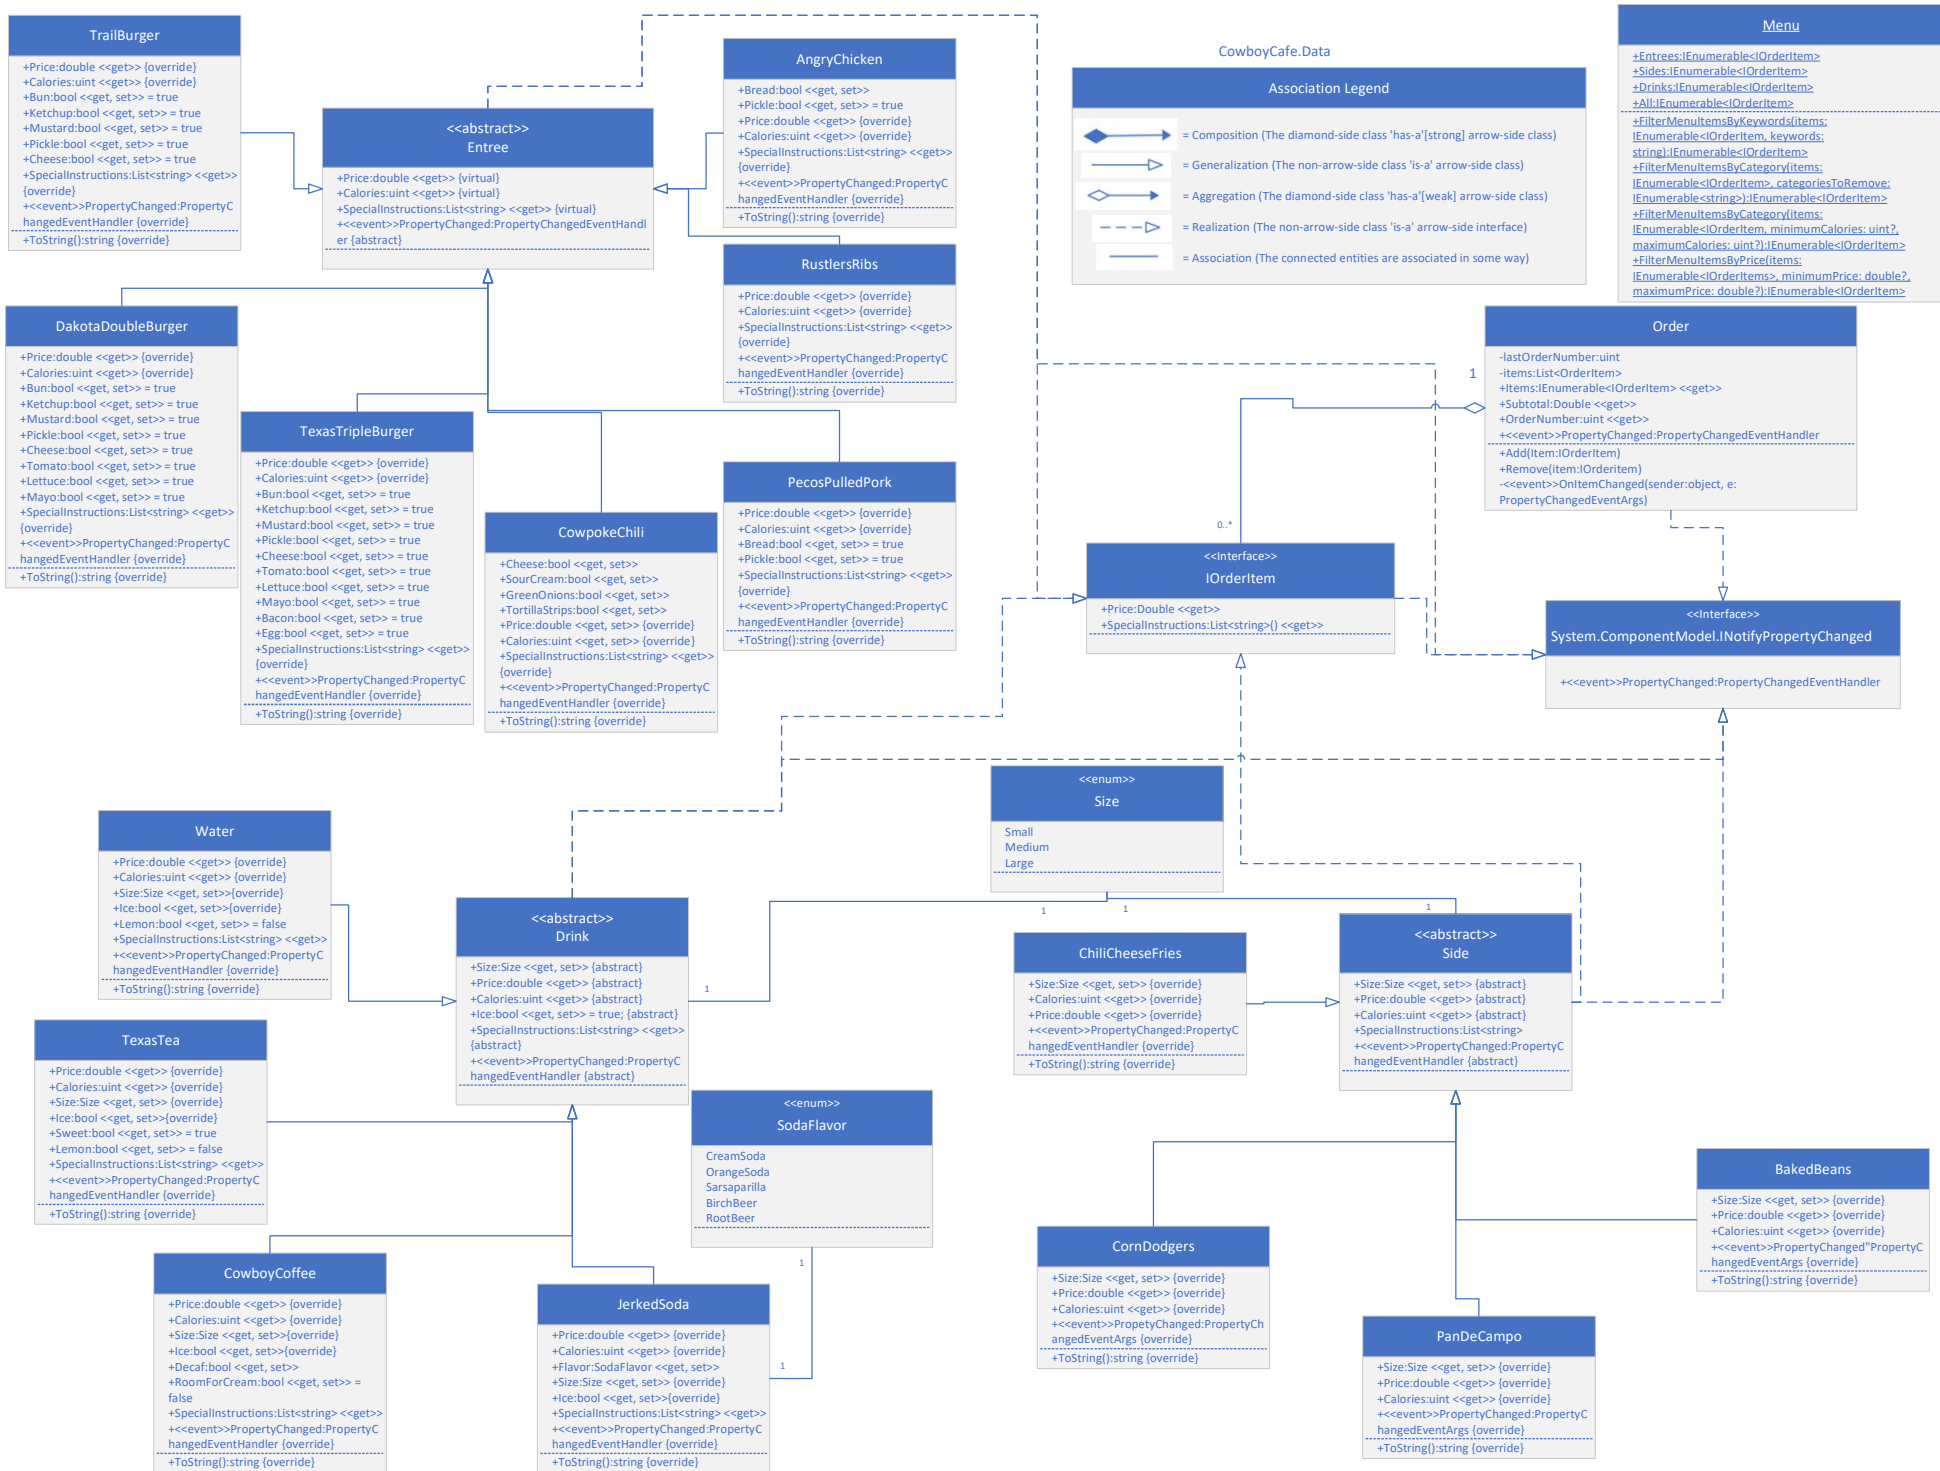 TrailBurger
+Price:double <<get>> {override}
+Calories:uint <<get>> {override}
+Bun:bool <<get, set>> = true
+Ketchup:bool <<get, set>> = true
+Mustard:bool <<get, set>> = true
+Pickle:bool <<get, set>> = true
+Cheese:bool <<get, set>> = true
+SpecialInstructions:List<string> <<get>>
{override}
+<<event>>PropertyChanged:PropertyC
hangedEventHandler {override}
+ToString():string {override}
<<abstract>>
Entree
+Price:double <<get>> {virtual}
+Calories:uint <<get>> {virtual}
+SpecialInstructions:List<string> <<get>> {virtual}
+<<event>>PropertyChanged:PropertyChangedEventHandl
er {abstract}
AngryChicken
+Bread:bool <<get, set>>
+Pickle:bool <<get, set>> = true
+Price:double <<get>> {override}
+Calories:uint <<get>> {override}
+SpecialInstructions:List<string> <<get>>
{override}
+<<event>>PropertyChanged:PropertyC
hangedEventHandler {override}
+ToString():string {override}
CowboyCafe.Data
Association Legend
= Composition (The diamond-side class 'has-a'[strong] arrow-side class)
= Generalization (The non-arrow-side class 'is-a' arrow-side class)
= Aggregation (The diamond-side class 'has-a'[weak] arrow-side class)
= Realization (The non-arrow-side class 'is-a' arrow-side interface)
= Association (The connected entities are associated in some way)
Menu
+Entrees:IEnumerable<IOrderItem>
+Sides:IEnumerable<IOrderItem>
+Drinks:IEnumerable<IOrderItem>
+All:IEnumerable<IOrderItem>
+FilterMenuItemsByKeywords(items:
IEnumerable<IOrderItem, keywords:
string):IEnumerable<IOrderItem>
+FilterMenuItemsByCategory(items:
IEnumerable<IOrderItem>, categoriesToRemove:
IEnumerable<string>):IEnumerable<IOrderItem>
+FilterMenuItemsByCategory(items:
IEnumerable<IOrderItem, minimumCalories: uint?,
maximumCalories: uint?):IEnumerable<IOrderItem>
+FilterMenuItemsByPrice(items:
IEnumerable<IOrderItems>, minimumPrice: double?,
maximumPrice: double?):IEnumerable<IOrderItem>
RustlersRibs
+Price:double <<get>> {override}
+Calories:uint <<get>> {override}
+SpecialInstructions:List<string> <<get>>
{override}
+<<event>>PropertyChanged:PropertyC
hangedEventHandler {override}
+ToString():string {override}
DakotaDoubleBurger
+Price:double <<get>> {override}
+Calories:uint <<get>> {override}
+Bun:bool <<get, set>> = true
+Ketchup:bool <<get, set>> = true
+Mustard:bool <<get, set>> = true
+Pickle:bool <<get, set>> = true
+Cheese:bool <<get, set>> = true
+Tomato:bool <<get, set>> = true
+Lettuce:bool <<get, set>> = true
+Mayo:bool <<get, set>> = true
+SpecialInstructions:List<string> <<get>>
{override}
+<<event>>PropertyChanged:PropertyC
hangedEventHandler {override}
+ToString():string {override}
Order
-lastOrderNumber:uint
-items:List<OrderItem>
+Items:IEnumerable<IOrderItem> <<get>>
+Subtotal:Double <<get>>
+OrderNumber:uint <<get>>
+<<event>>PropertyChanged:PropertyChangedEventHandler
+Add(Item:IOrderItem)
+Remove(item:IOrderitem)
-<<event>>OnItemChanged(sender:object, e:
PropertyChangedEventArgs)
1
0..*
TexasTripleBurger
+Price:double <<get>> {override}
+Calories:uint <<get>> {override}
+Bun:bool <<get, set>> = true
+Ketchup:bool <<get, set>> = true
+Mustard:bool <<get, set>> = true
+Pickle:bool <<get, set>> = true
+Cheese:bool <<get, set>> = true
+Tomato:bool <<get, set>> = true
+Lettuce:bool <<get, set>> = true
+Mayo:bool <<get, set>> = true
+Bacon:bool <<get, set>> = true
+Egg:bool <<get, set>> = true
+SpecialInstructions:List<string> <<get>>
{override}
+<<event>>PropertyChanged:PropertyC
hangedEventHandler {override}
+ToString():string {override}
CowpokeChili
+Cheese:bool <<get, set>>
+SourCream:bool <<get, set>>
+GreenOnions:bool <<get, set>>
+TortillaStrips:bool <<get, set>>
+Price:double <<get, set>> {override}
+Calories:uint <<get, set>> {override}
+SpecialInstructions:List<string> <<get>>
{override}
+<<event>>PropertyChanged:PropertyC
hangedEventHandler {override}
+ToString():string {override}
PecosPulledPork
+Price:double <<get>> {override}
+Calories:uint <<get>> {override}
+Bread:bool <<get, set>> = true
+Pickle:bool <<get, set>> = true
+SpecialInstructions:List<string> <<get>>
{override}
+<<event>>PropertyChanged:PropertyC
hangedEventHandler {override}
+ToString():string {override}
<<Interface>>
IOrderItem
+Price:Double <<get>>
+SpecialInstructions:List<string>() <<get>>
<<Interface>>
System.ComponentModel.INotifyPropertyChanged
+<<event>>PropertyChanged:PropertyChangedEventHandler
<<enum>>
Size
Small
Medium
Large
1
1
1
1
Water
+Price:double <<get>> {override}
+Calories:uint <<get>> {override}
+Size:Size <<get, set>>{override}
+Ice:bool <<get, set>>{override}
+Lemon:bool <<get, set>> = false
+SpecialInstructions:List<string> <<get>>
+<<event>>PropertyChanged:PropertyC
hangedEventHandler {override}
+ToString():string {override}
<<abstract>>
Drink
+Size:Size <<get, set>> {abstract}
+Price:double <<get>> {abstract}
+Calories:uint <<get>> {abstract}
+Ice:bool <<get, set>> = true; {abstract}
+SpecialInstructions:List<string> <<get>>
{abstract}
+<<event>>PropertyChanged:PropertyC
hangedEventHandler {abstract}
ChiliCheeseFries
+Size:Size <<get, set>> {override}
+Calories:uint <<get>> {override}
+Price:double <<get>> {override}
+<<event>>PropertyChanged:PropertyC
hangedEventHandler {override}
+ToString():string {override}
<<abstract>>
Side
+Size:Size <<get, set>> {abstract}
+Price:double <<get>> {abstract}
+Calories:uint <<get>> {abstract}
+SpecialInstructions:List<string>
+<<event>>PropertyChanged:PropertyC
hangedEventHandler {abstract}
TexasTea
+Price:double <<get>> {override}
+Calories:uint <<get>> {override}
+Size:Size <<get, set>> {override}
+Ice:bool <<get, set>>{override}
+Sweet:bool <<get, set>> = true
+Lemon:bool <<get, set>> = false
+SpecialInstructions:List<string> <<get>>
+<<event>>PropertyChanged:PropertyC
hangedEventHandler {override}
+ToString():string {override}
<<enum>>
SodaFlavor
CreamSoda
OrangeSoda
Sarsaparilla
BirchBeer
RootBeer
1
1
CowboyCoffee
+Price:double <<get>> {override}
+Calories:uint <<get>> {override}
+Size:Size <<get, set>>{override}
+Ice:bool <<get, set>>{override}
+Decaf:bool <<get, set>>
+RoomForCream:bool <<get, set>> =
false
+SpecialInstructions:List<string> <<get>>
+<<event>>PropertyChanged:PropertyC
hangedEventHandler {override}
+ToString():string {override}
JerkedSoda
+Price:double <<get>> {override}
+Calories:uint <<get>> {override}
+Flavor:SodaFlavor <<get, set>>
+Size:Size <<get, set>> {override}
+Ice:bool <<get, set>>{override}
+SpecialInstructions:List<string> <<get>>
+<<event>>PropertyChanged:PropertyC
hangedEventHandler {override}
+ToString():string {override}
CornDodgers
+Size:Size <<get, set>> {override}
+Price:double <<get>> {override}
+Calories:uint <<get>> {override}
+<<event>>PropetyChanged:PropertyCh
angedEventArgs {override}
+ToString():string {override}
BakedBeans
+Size:Size <<get, set>> {override}
+Price:double <<get>> {override}
+Calories:uint <<get>> {override}
+<<event>>PropertyChanged"PropertyC
hangedEventArgs {override}
+ToString():string {override}
PanDeCampo
+Size:Size <<get, set>> {override}
+Price:double <<get>> {override}
+Calories:uint <<get>> {override}
+<<event>>PropertyChanged:PropertyC
hangedEventArgs {override}
+ToString():string {override}